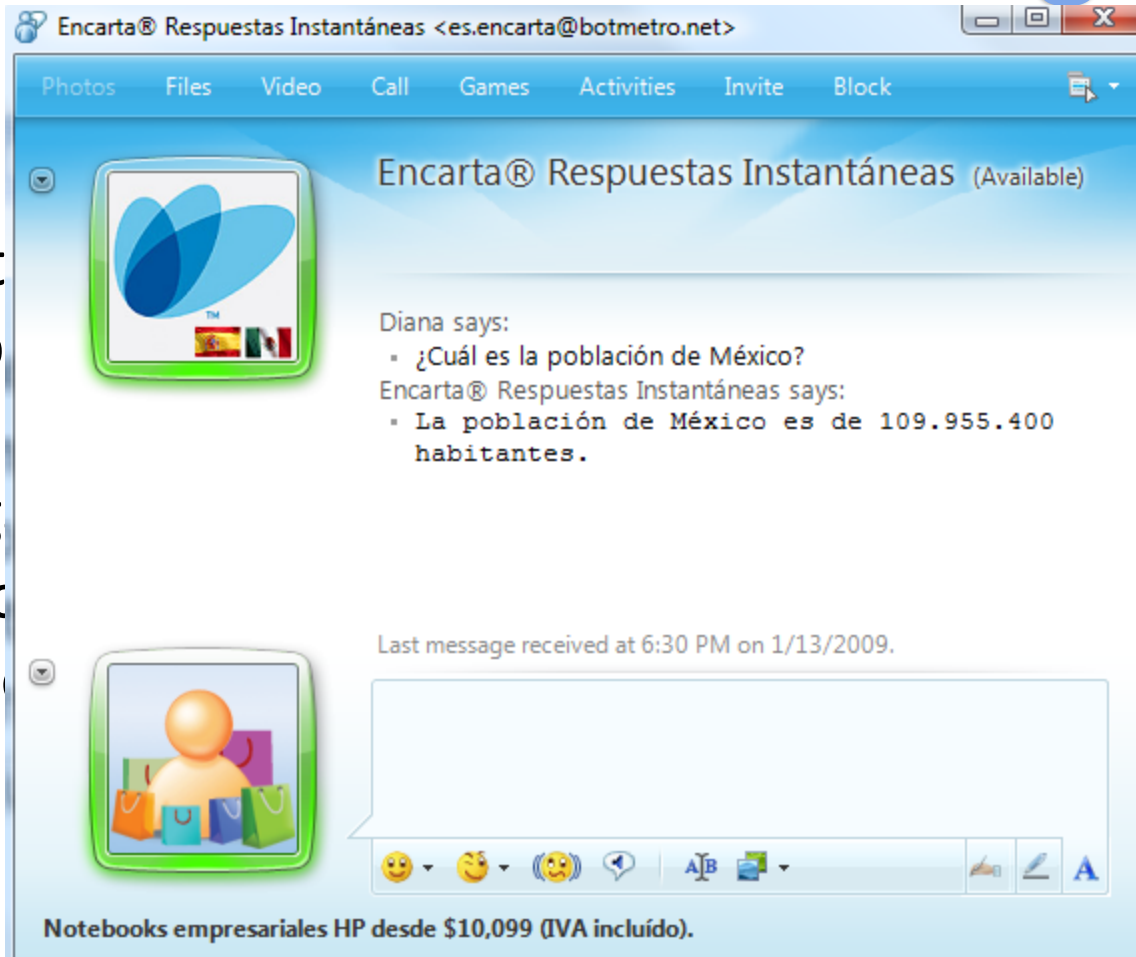 Encarta® Respuestas Instantáneas <es.encarta@botmetro.net>
Photos Files Video Call Games Activities Invite Block
Encarta® Respuestas Instantáneas (Available)
TM
Diana says:
¿Cuál es la población de México?
Encarta® Respuestas Instantáneas says:
La población de México es de 109.955.400
habitantes.
Last message received at 6:30 PM on 1/13/2009.
Notebooks empresariales HP desde $10,099 (IVA incluído).